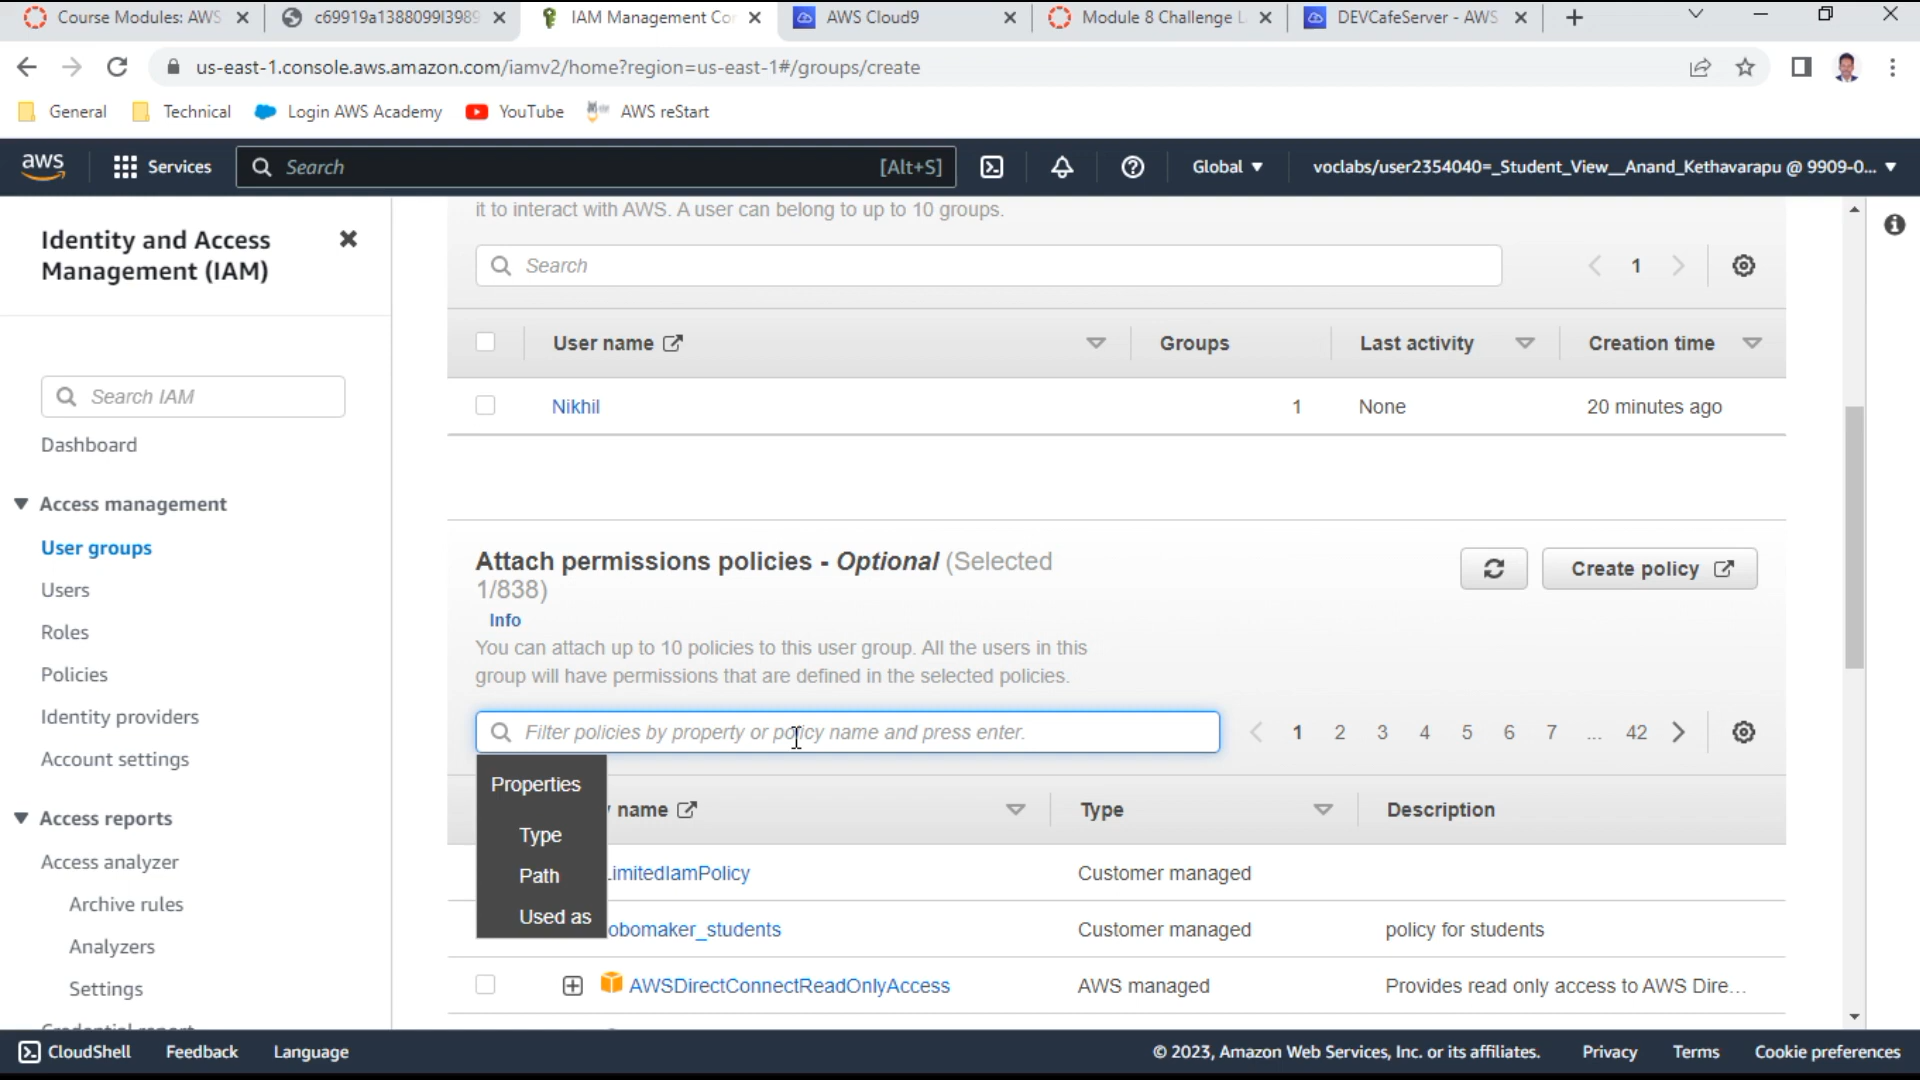 Course Modules: AWS
c69919a1388099l3989
IAM Management Co
AWS Cloud9
Module 8 Challenge L
DEVCafeServer - AWS
us-east-1.console.aws.amazon.com/iamv2/home?region=us-east-1#/groups/create
General
Technical
Login AWS Academy
YouTube
AWS reStart
aws
Services
Search
[Alt+S]
Global
voclabs/user2354040=_Student_View__Anand_Kethavarapu @ 9909-0...
Identity and Access
Management (IAM)
Search IAM
Dashboard
Access management
User groups
Users
Roles
Policies
Identity providers
Account settings
Access reports
Access analyzer
Archive rules
Analyzers
Settings
Credential report
it to interact with AWS. A user can belong to up to 10 groups.
Search
1
User name
Groups
Last activity
Creation time
Nikhil
1
None
20 minutes ago
Attach permissions policies - Optional (Selected
1/838)
Info
Create policy
You can attach up to 10 policies to this user group. All the users in this
group will have permissions that are defined in the selected policies.
Filter policies by property or policy name and press enter.
1 2 3 4 5 6 7 ... 42
Properties
Type
Path
Used as
name
Type
Description
LimitedIamPolicy
Customer managed
obomaker_students
Customer managed
policy for students
AWSDirectConnectReadOnlyAccess
AWS managed
Provides read only access to AWS Dire...
CloudShell
Feedback
Language
© 2023, Amazon Web Services, Inc. or its affiliates.
Privacy
Terms
Cookie preferences